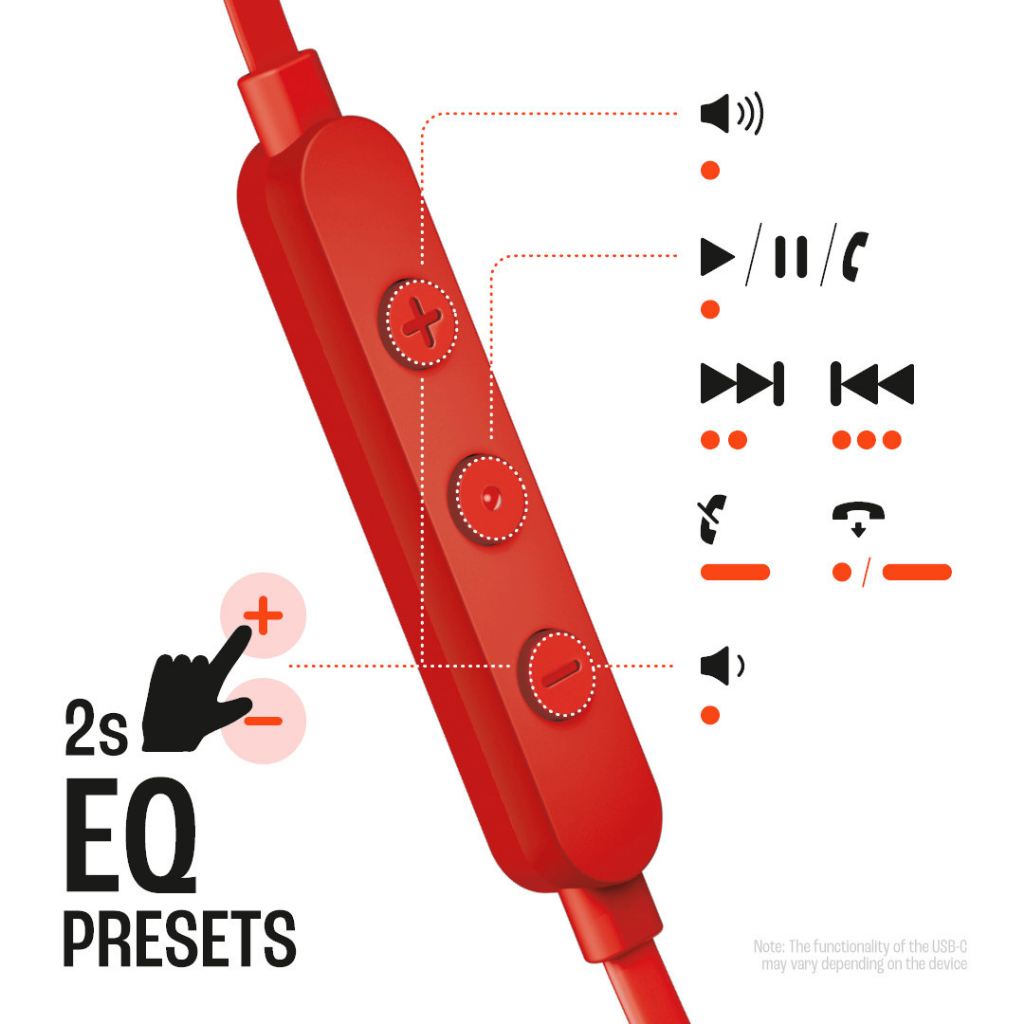 2s
EQ
PRESETS
Note: The functionality of the USB-C
may vary depending on the device